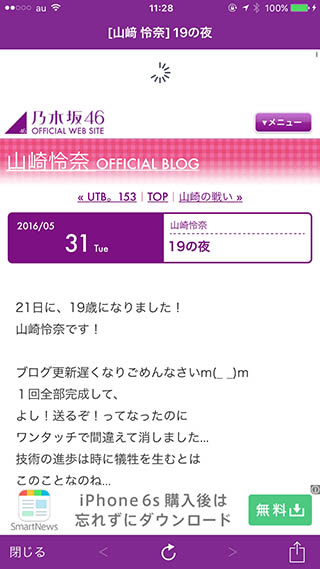 au 11:28 100%
[山﨑 怜奈] 19の夜
乃木坂46
OFFICIAL WEB SITE
▼メニュー
山崎怜奈 OFFICIAL BLOG
« UTB。153｜TOP｜山崎の戦い »
2016/05
31 Tue
山崎怜奈
19の夜
21日に、19歳になりました！
山崎怜奈です！
ブログ更新遅くなりごめんなさいm(_ _)m
１回全部完成して、
よし！送るぞ！ってなったのに
ワンタッチで間違えて消しました...
技術の進歩は時に犠牲を生むとは
このことなのね...
SmartNews
iPhone6s 購入後は
忘れずにダウンロード
無料
閉じる